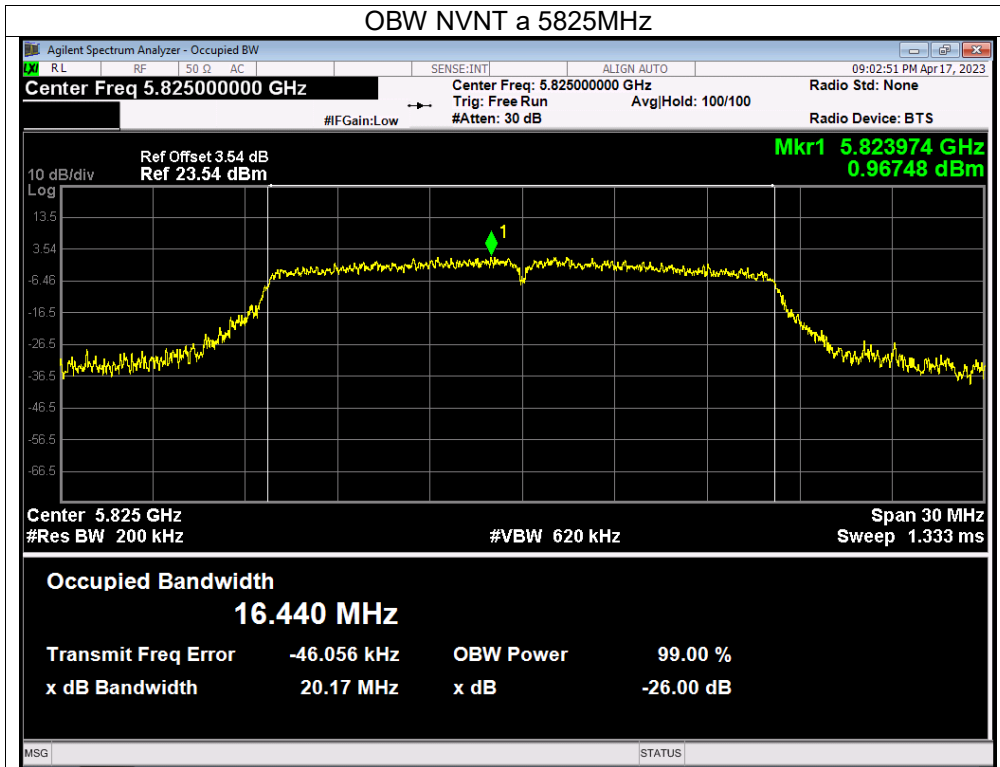 OBW NVNT a 5825MHz
Agilent Spectrum Analyzer - Occupied BW
LXI RL RF 50 Ω AC SENSE:INT ALIGN AUTO 09:02:51 PM Apr 17, 2023
Center Freq 5.825000000 GHz Center Freq: 5.825000000 GHz Radio Std: None
Trig: Free Run Avg|Hold: 100/100
#IFGain:Low #Atten: 30 dB Radio Device: BTS
Ref Offset 3.54 dB Mkr1 5.823974 GHz
10 dB/div Ref 23.54 dBm 0.96748 dBm
Log
13.5
1
3.54
-6.46
-16.5
-26.5
-36.5
-46.5
-56.5
-66.5
Center 5.825 GHz Span 30 MHz
#Res BW 200 kHz #VBW 620 kHz Sweep 1.333 ms
Occupied Bandwidth
16.440 MHz
Transmit Freq Error -46.056 kHz OBW Power 99.00 %
x dB Bandwidth 20.17 MHz x dB -26.00 dB
MSG STATUS